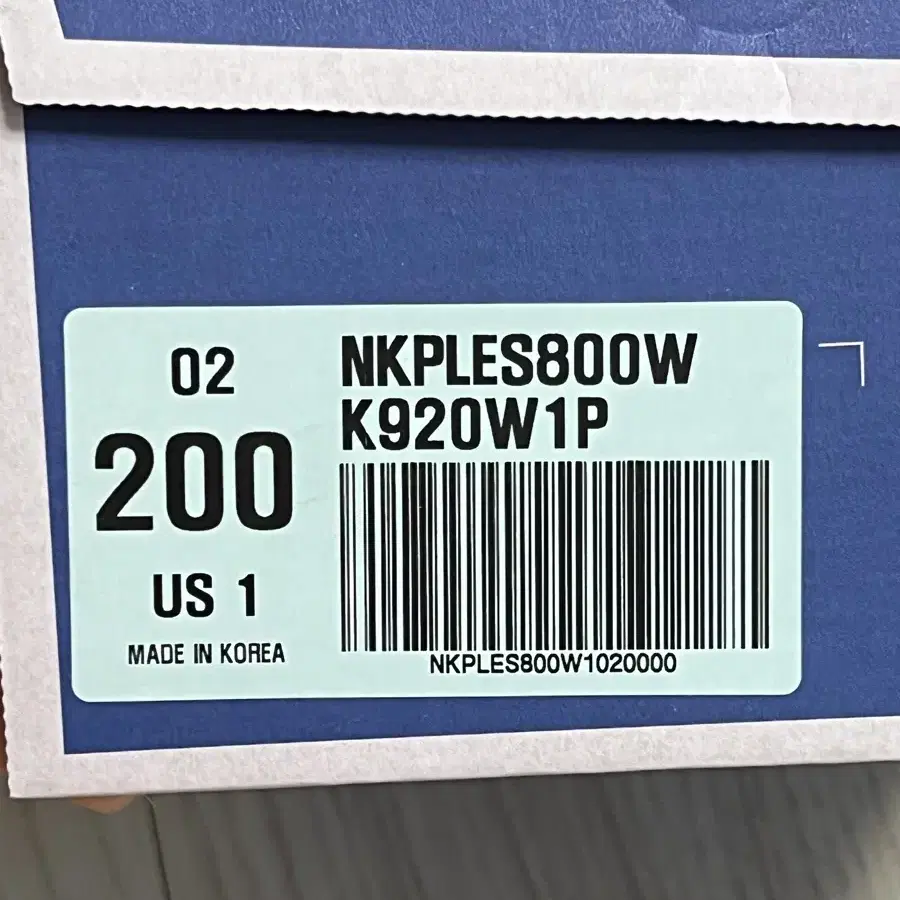 02
200
US 1
MADE IN KOREA
NKPLES800W
K920W1P
NKPLES800W1020000